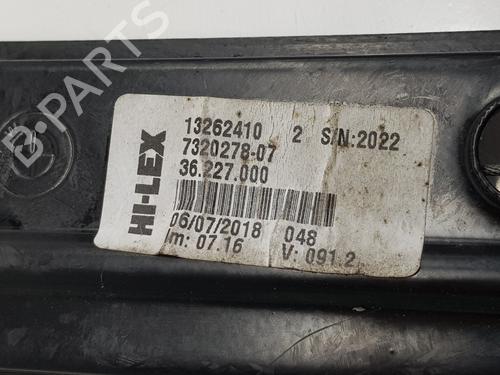 HI-LEX
13262410 2 S/N:2022
7320278-07
36.227.000
06/07/2018 048
Im: 07.16 V: 091.2
B-PARTS